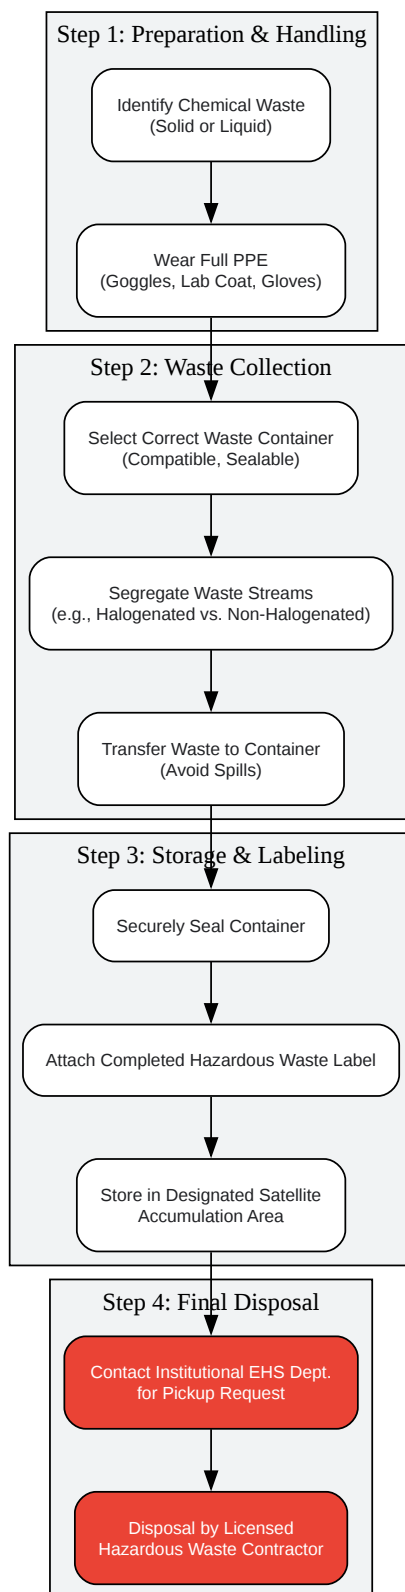 Step 1: Preparation & Handling
Identify Chemical Waste
(Solid or Liquid)
Wear Full PPE
(Goggles, Lab Coat, Gloves)
Step 2: Waste Collection
Select Correct Waste Container
(Compatible, Sealable)
Segregate Waste Streams
(e.g., Halogenated vs. Non-Halogenated)
Transfer Waste to Container
(Avoid Spills)
Step 3: Storage & Labeling
Securely Seal Container
Attach Completed Hazardous Waste Label
Store in Designated Satellite
Accumulation Area
Step 4: Final Disposal
Contact Institutional EHS Dept.
for Pickup Request
Disposal by Licensed
Hazardous Waste Contractor